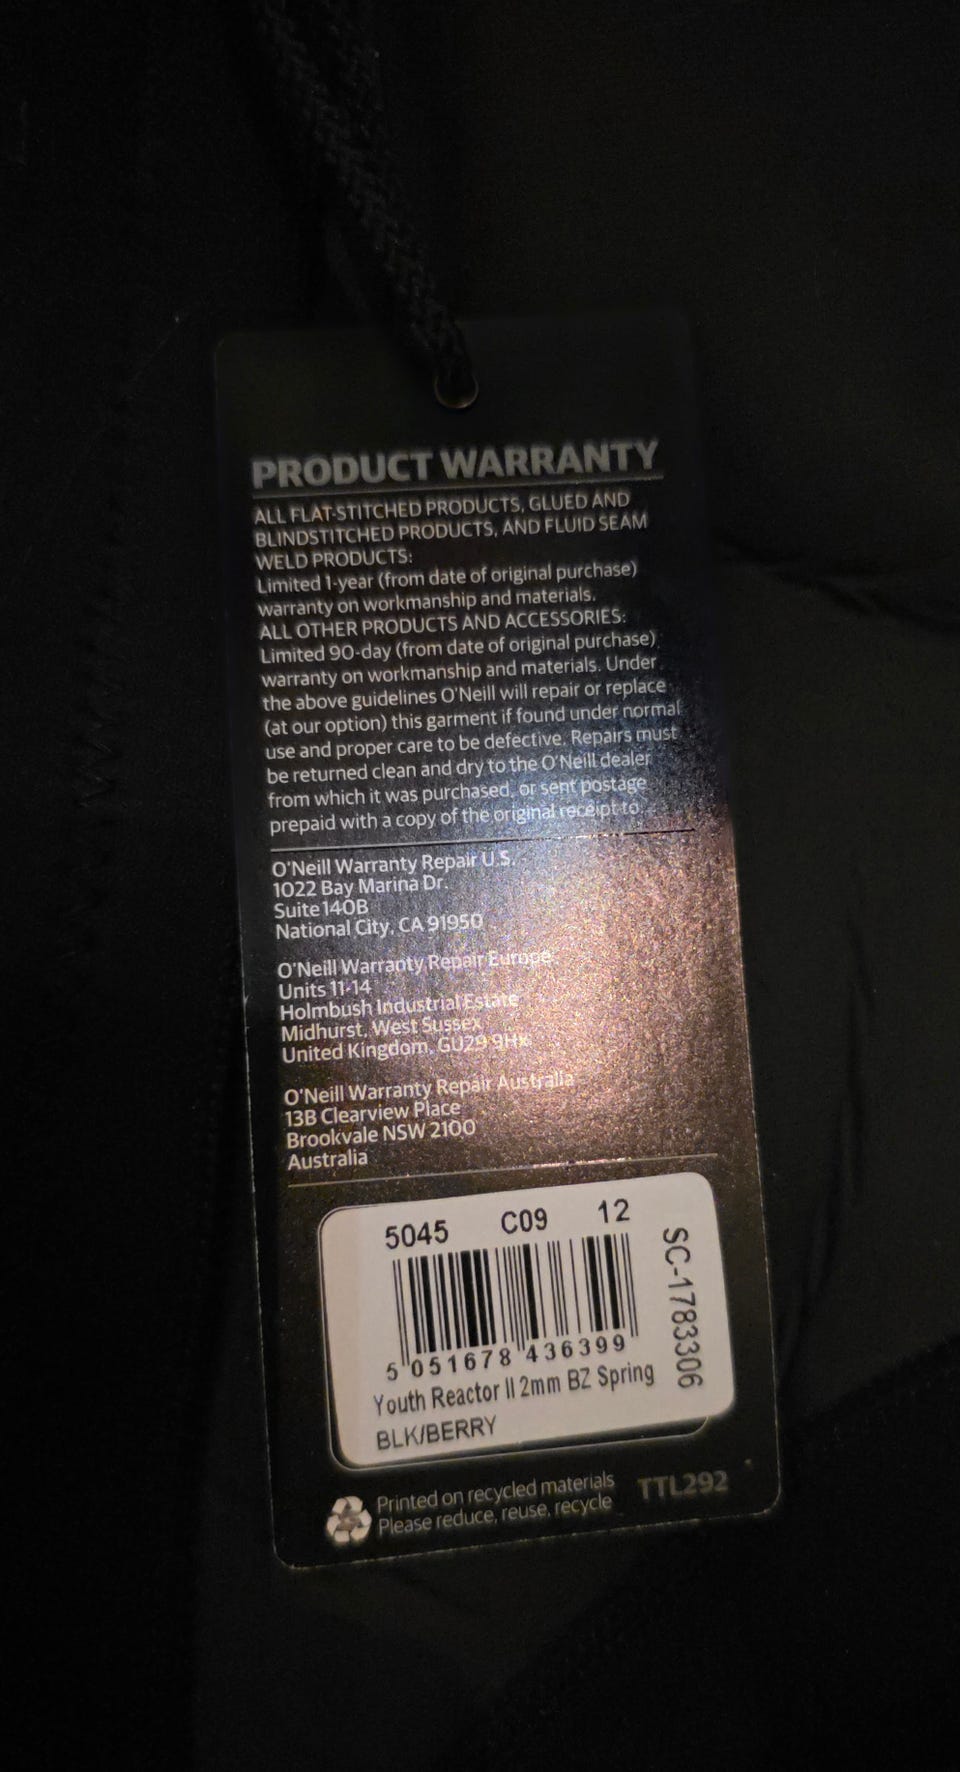 PRODUCT WARRANTY
ALL FLAT-STITCHED PRODUCTS, GLUED AND
BLINDSTITCHED PRODUCTS, AND FLUID SEAM
WELD PRODUCTS:
Limited 1-year (from date of original purchase)
warranty on workmanship and materials.
ALL OTHER PRODUCTS AND ACCESSORIES:
Limited 90-day (from date of original purchase)
warranty on workmanship and materials. Under
the above guidelines O'Neill will repair or replace
(at our option) this garment if found under normal
use and proper care to be defective. Repairs must
be returned clean and dry to the O'Neill dealer
from which it was purchased, or sent postage
prepaid with a copy of the original receipt to:
O'Neill Warranty Repair U.S.
1022 Bay Marina Dr.
Suite 140B
National City, CA 91950
O'Neill Warranty Repair Europe
Units 11-14
Holmbush Industrial Estate
Midhurst, West Sussex
United Kingdom, GU29 9HX
O'Neill Warranty Repair Australia
13B Clearview Place
Brookvale NSW 2100
Australia
5045 C09 12
SC-1783306
5 051678 436399
Youth Reactor II 2mm BZ Spring
BLK/BERRY
Printed on recycled materials
Please reduce, reuse, recycle
TTL292